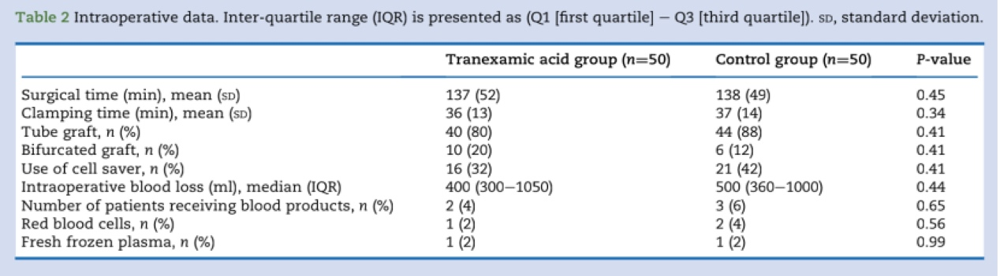 Table 2 Intraoperative data. Inter-quartile range (IQR) is presented as (Q1 [first quartile] – Q3 [third quartile]). SD, standard deviation.
Tranexamic acid group (n=50) Control group (n=50) P-value
Surgical time (min), mean (SD) 137 (52) 138 (49) 0.45
Clamping time (min), mean (SD) 36 (13) 37 (14) 0.34
Tube graft, n (%) 40 (80) 44 (88) 0.41
Bifurcated graft, n (%) 10 (20) 6 (12) 0.41
Use of cell saver, n (%) 16 (32) 21 (42) 0.41
Intraoperative blood loss (ml), median (IQR) 400 (300–1050) 500 (360–1000) 0.44
Number of patients receiving blood products, n (%) 2 (4) 3 (6) 0.65
Red blood cells, n (%) 1 (2) 2 (4) 0.56
Fresh frozen plasma, n (%) 1 (2) 1 (2) 0.99